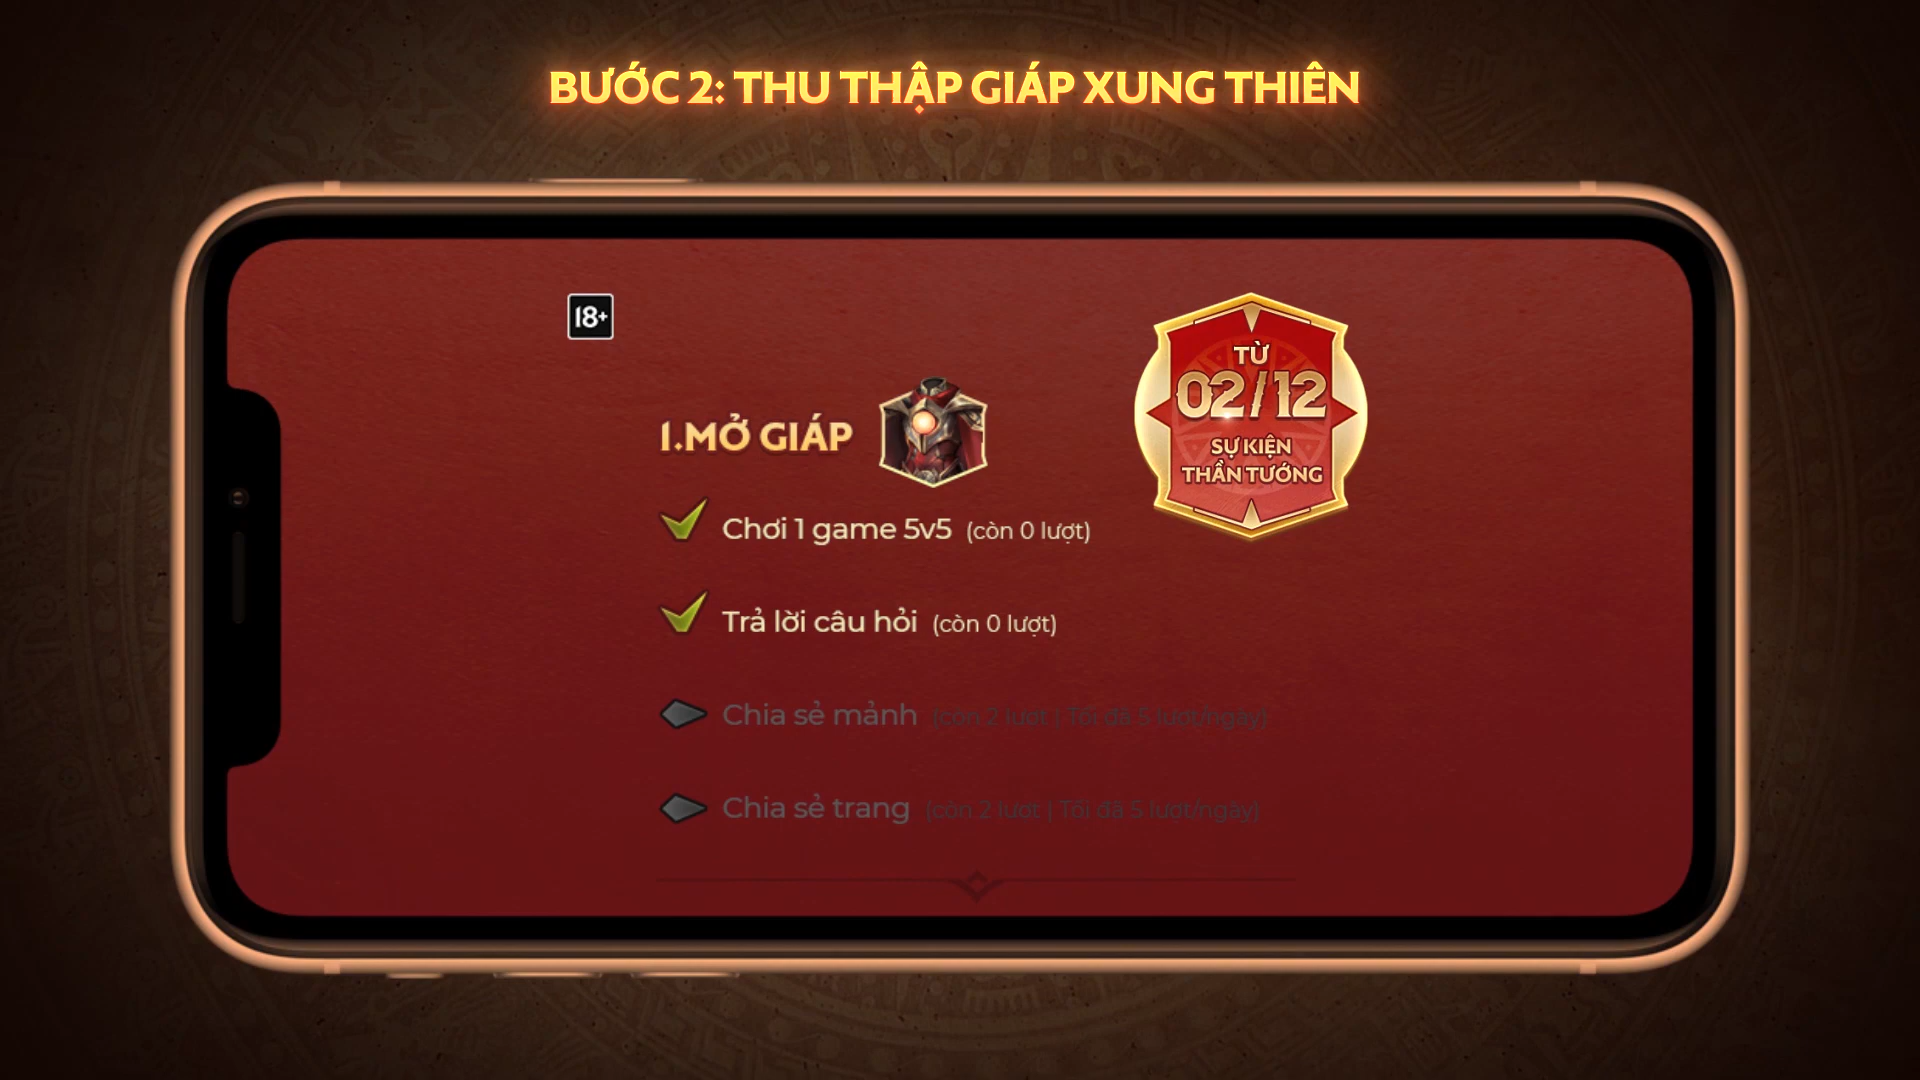 BƯỚC 2: THU THẬP GIÁP XUNG THIÊN
18+
TỪ
02/12
SỰ KIỆN
THẦN TƯỚNG
1.MỞ GIÁP
Chơi 1 game 5v5 (còn 0 lượt)
Trả lời câu hỏi (còn 0 lượt)
Chia sẻ mảnh (còn 2 lượt | Tối đã 5 lượt/ngày)
Chia sẻ trang (còn 2 lượt | Tối đã 5 lượt/ngày)